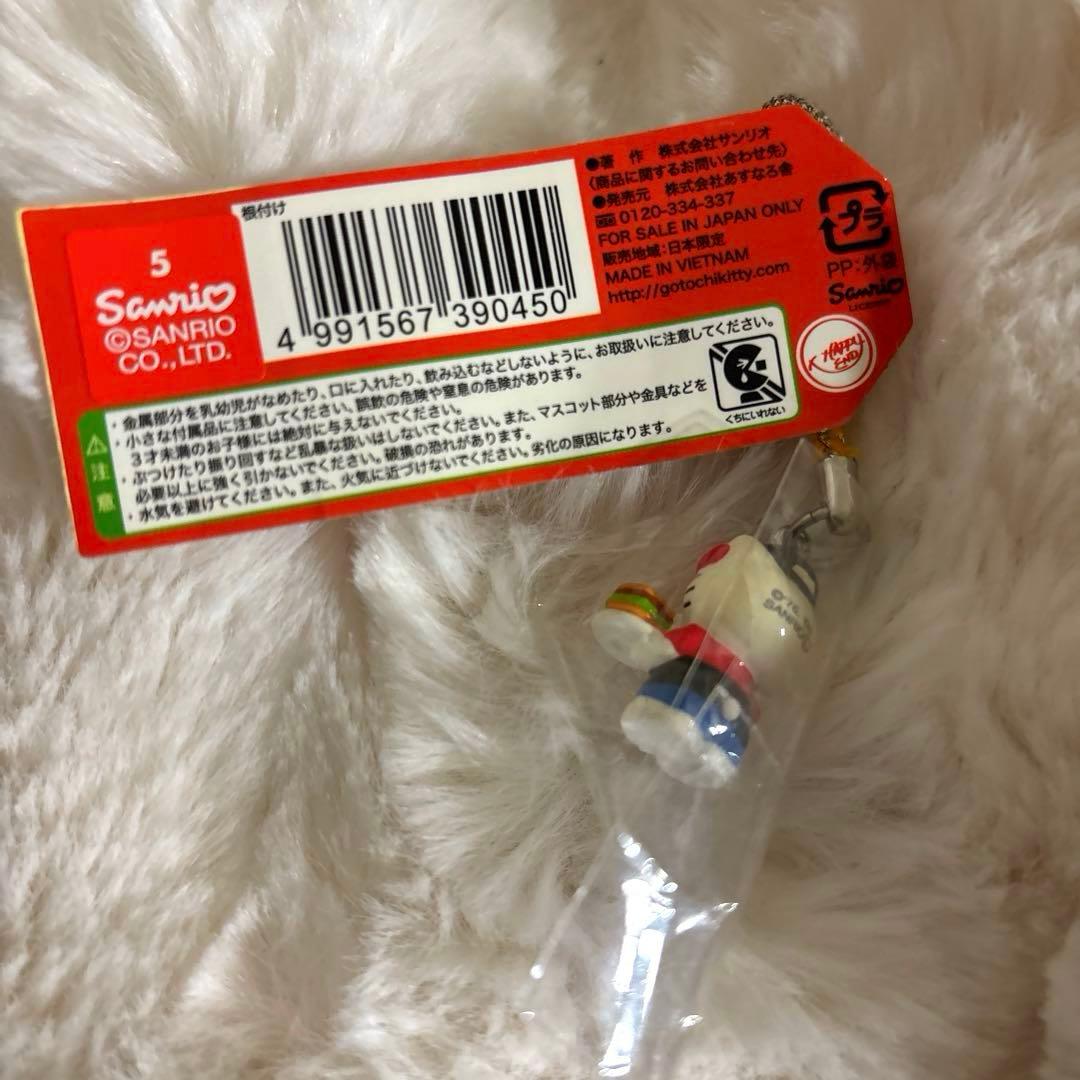 5
Sanrio
©SANRIO
CO.,LTD.
根付け
4 991567 390450
●著 作 株式会社サンリオ
〈商品に関するお問い合わせ先〉
●発売元 株式会社あすなろ舎
0120-334-337
FOR SALE IN JAPAN ONLY
販売地域:日本限定
MADE IN VIETNAM
http://gotochikitty.com
プラ
PP:外袋
Sanrio
HAPPY
END
注意
・金属部分を乳幼児がなめたり、口に入れたり、飲み込むなどしないように、お取扱いに注意してください。
・小さな付属品に注意してください。誤飲の危険や窒息の危険があります。
3才未満のお子様には絶対に与えないでください。
・ぶつけたり振り回すなど乱暴な扱いはしないでください。また、マスコット部分や金具などを
必要以上に強く引かないでください。破損の恐れがあります。
・水気を避けてください。また、火気に近づけないでください。劣化の原因になります。
くちにいれない
©'76,
SANRIO